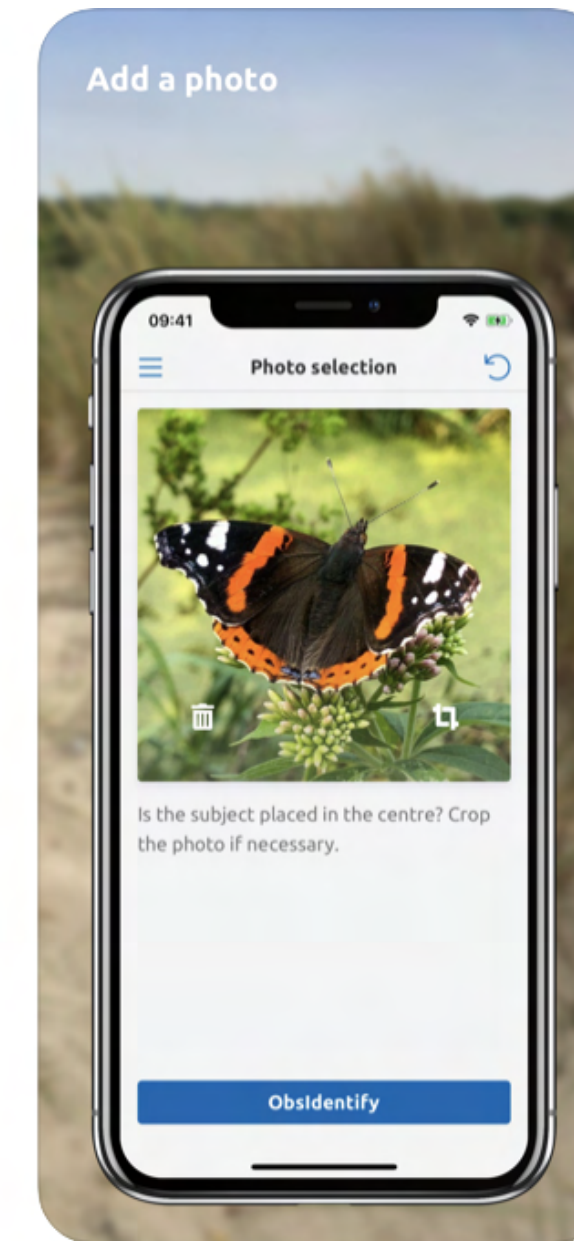 Add a photo
09:41
Photo selection
Is the subject placed in the centre? Crop
the photo if necessary.
ObsIdentify